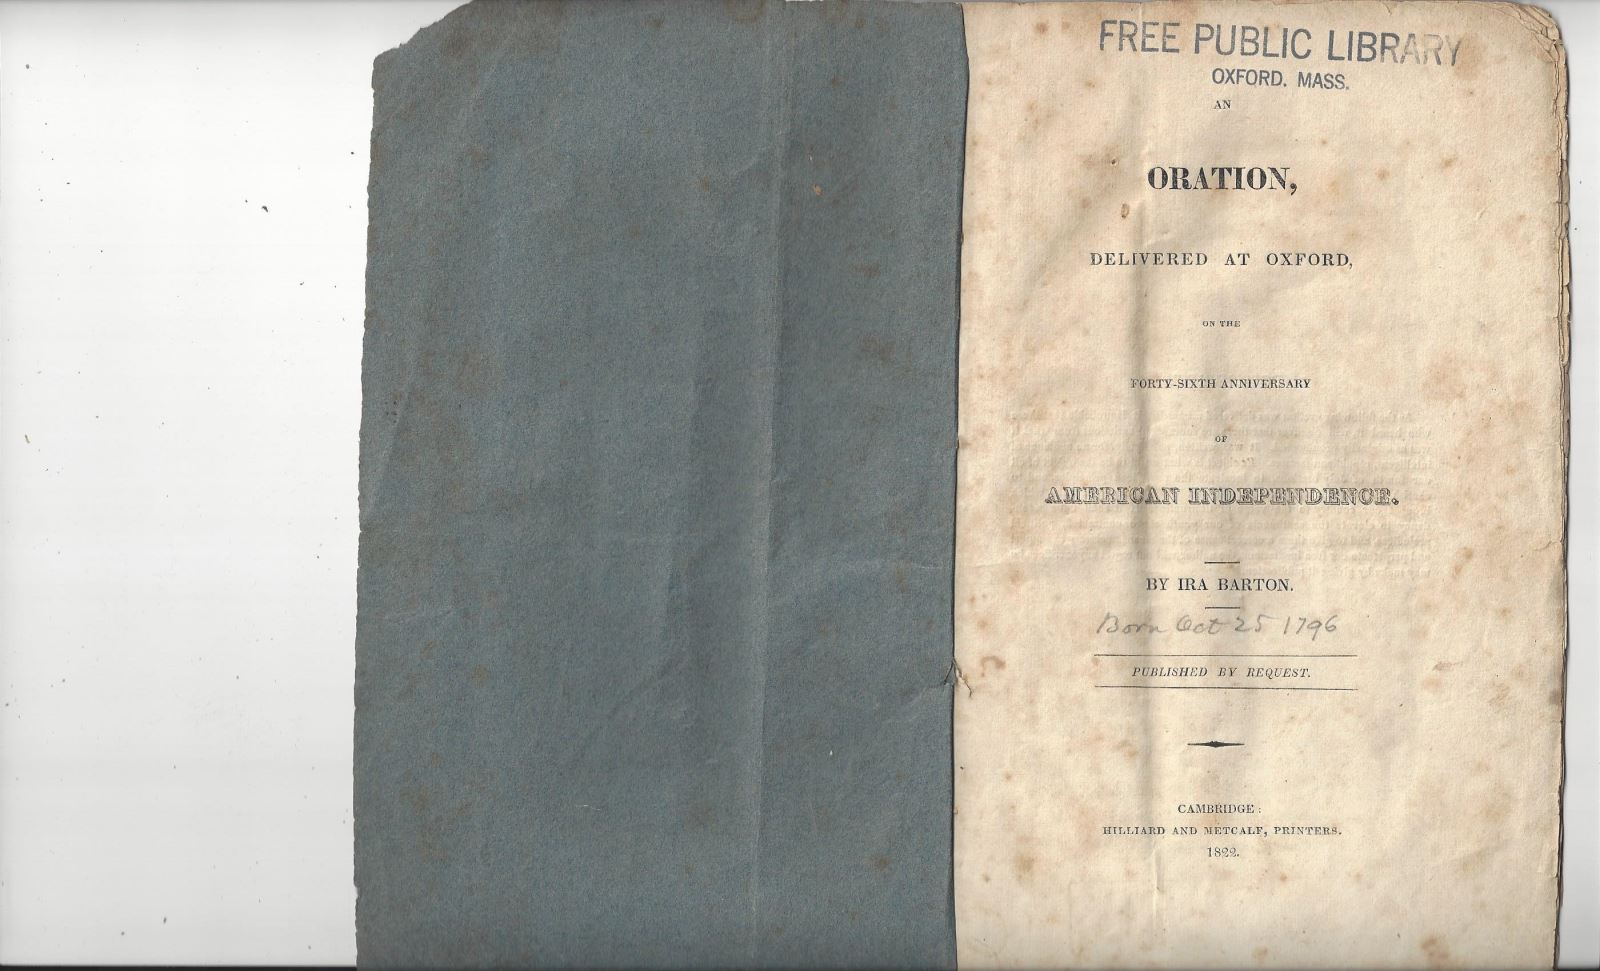 FREE PUBLIC LIBRARY
OXFORD. MASS.
AN
ORATION,
DELIVERED AT OXFORD,
ON THE
FORTY-SIXTH ANNIVERSARY
OF
AMERICAN INDEPENDENCE.
BY IRA BARTON.
Born Oct 25 1796
PUBLISHED BY REQUEST.
CAMBRIDGE:
HILLIARD AND METCALF, PRINTERS.
1822.